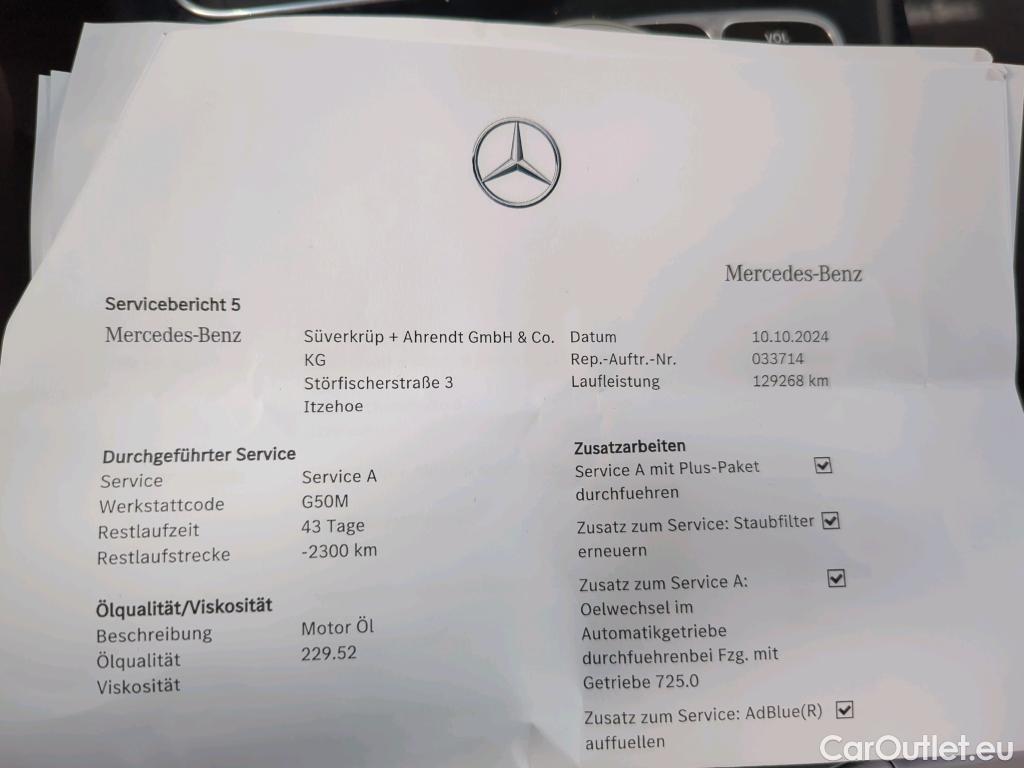 VOL
Mercedes-Benz
Servicebericht 5
Mercedes-Benz
Süverkrüp + Ahrendt GmbH & Co.
KG
Störfischerstraße 3
Itzehoe
Datum 10.10.2024
Rep.-Auftr.-Nr. 033714
Laufleistung 129268 km
Durchgeführter Service
Service Service A
Werkstattcode G50M
Restlaufzeit 43 Tage
Restlaufstrecke -2300 km
Ölqualität/Viskosität
Beschreibung Motor Öl
Ölqualität 229.52
Viskosität
Zusatzarbeiten
Service A mit Plus-Paket
durchfuehren
Zusatz zum Service: Staubfilter
erneuern
Zusatz zum Service A:
Oelwechsel im
Automatikgetriebe
durchfuehrenbei Fzg. mit
Getriebe 725.0
Zusatz zum Service: AdBlue(R)
auffuellen
CarOutlet.eu